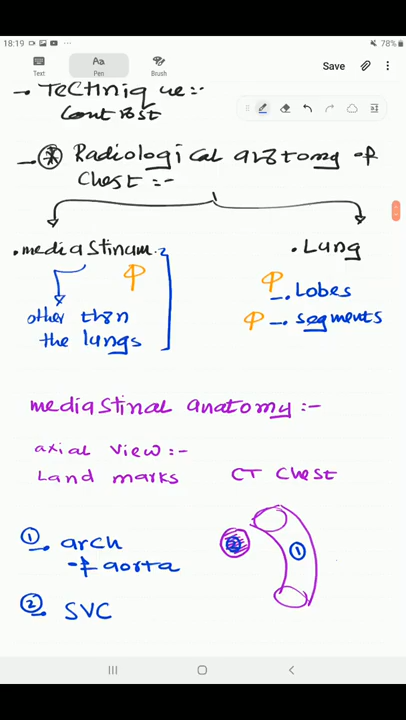 18:19
78%
Text
Pen
Brush
Save
Technique :-
Contrast
Radiological anatomy of
Chest :-
.mediastinum
.Lung
other than
the lungs
φ
φ -.Lobes
φ -.segments
mediastinal anatomy :-
axial view :-
Land marks
CT Chest
① arch
of aorta
①
②
② SVC